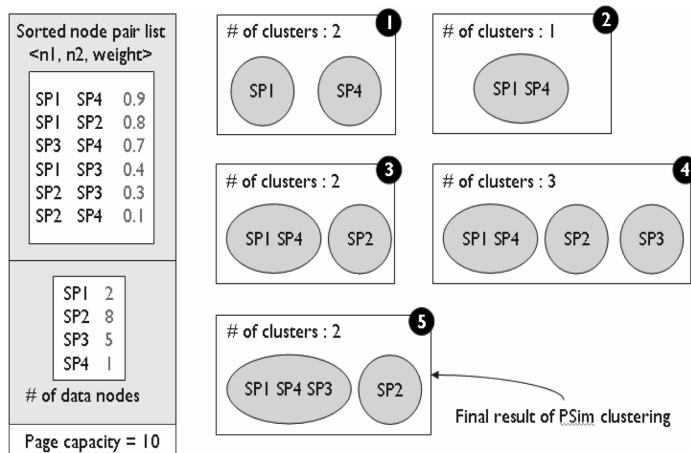 Sorted node pair list
<n1, n2, weight>
SP1 SP4 0.9
SP1 SP2 0.8
SP3 SP4 0.7
SP1 SP3 0.4
SP2 SP3 0.3
SP2 SP4 0.1
SP1 2
SP2 8
SP3 5
SP4 1
# of data nodes
Page capacity = 10
1
# of clusters : 2
SP1 SP4
2
# of clusters : 1
SP1 SP4
3
# of clusters : 2
SP1 SP4 SP2
4
# of clusters : 3
SP1 SP4 SP2 SP3
5
# of clusters : 2
SP1 SP4 SP3 SP2
Final result of PSim clustering